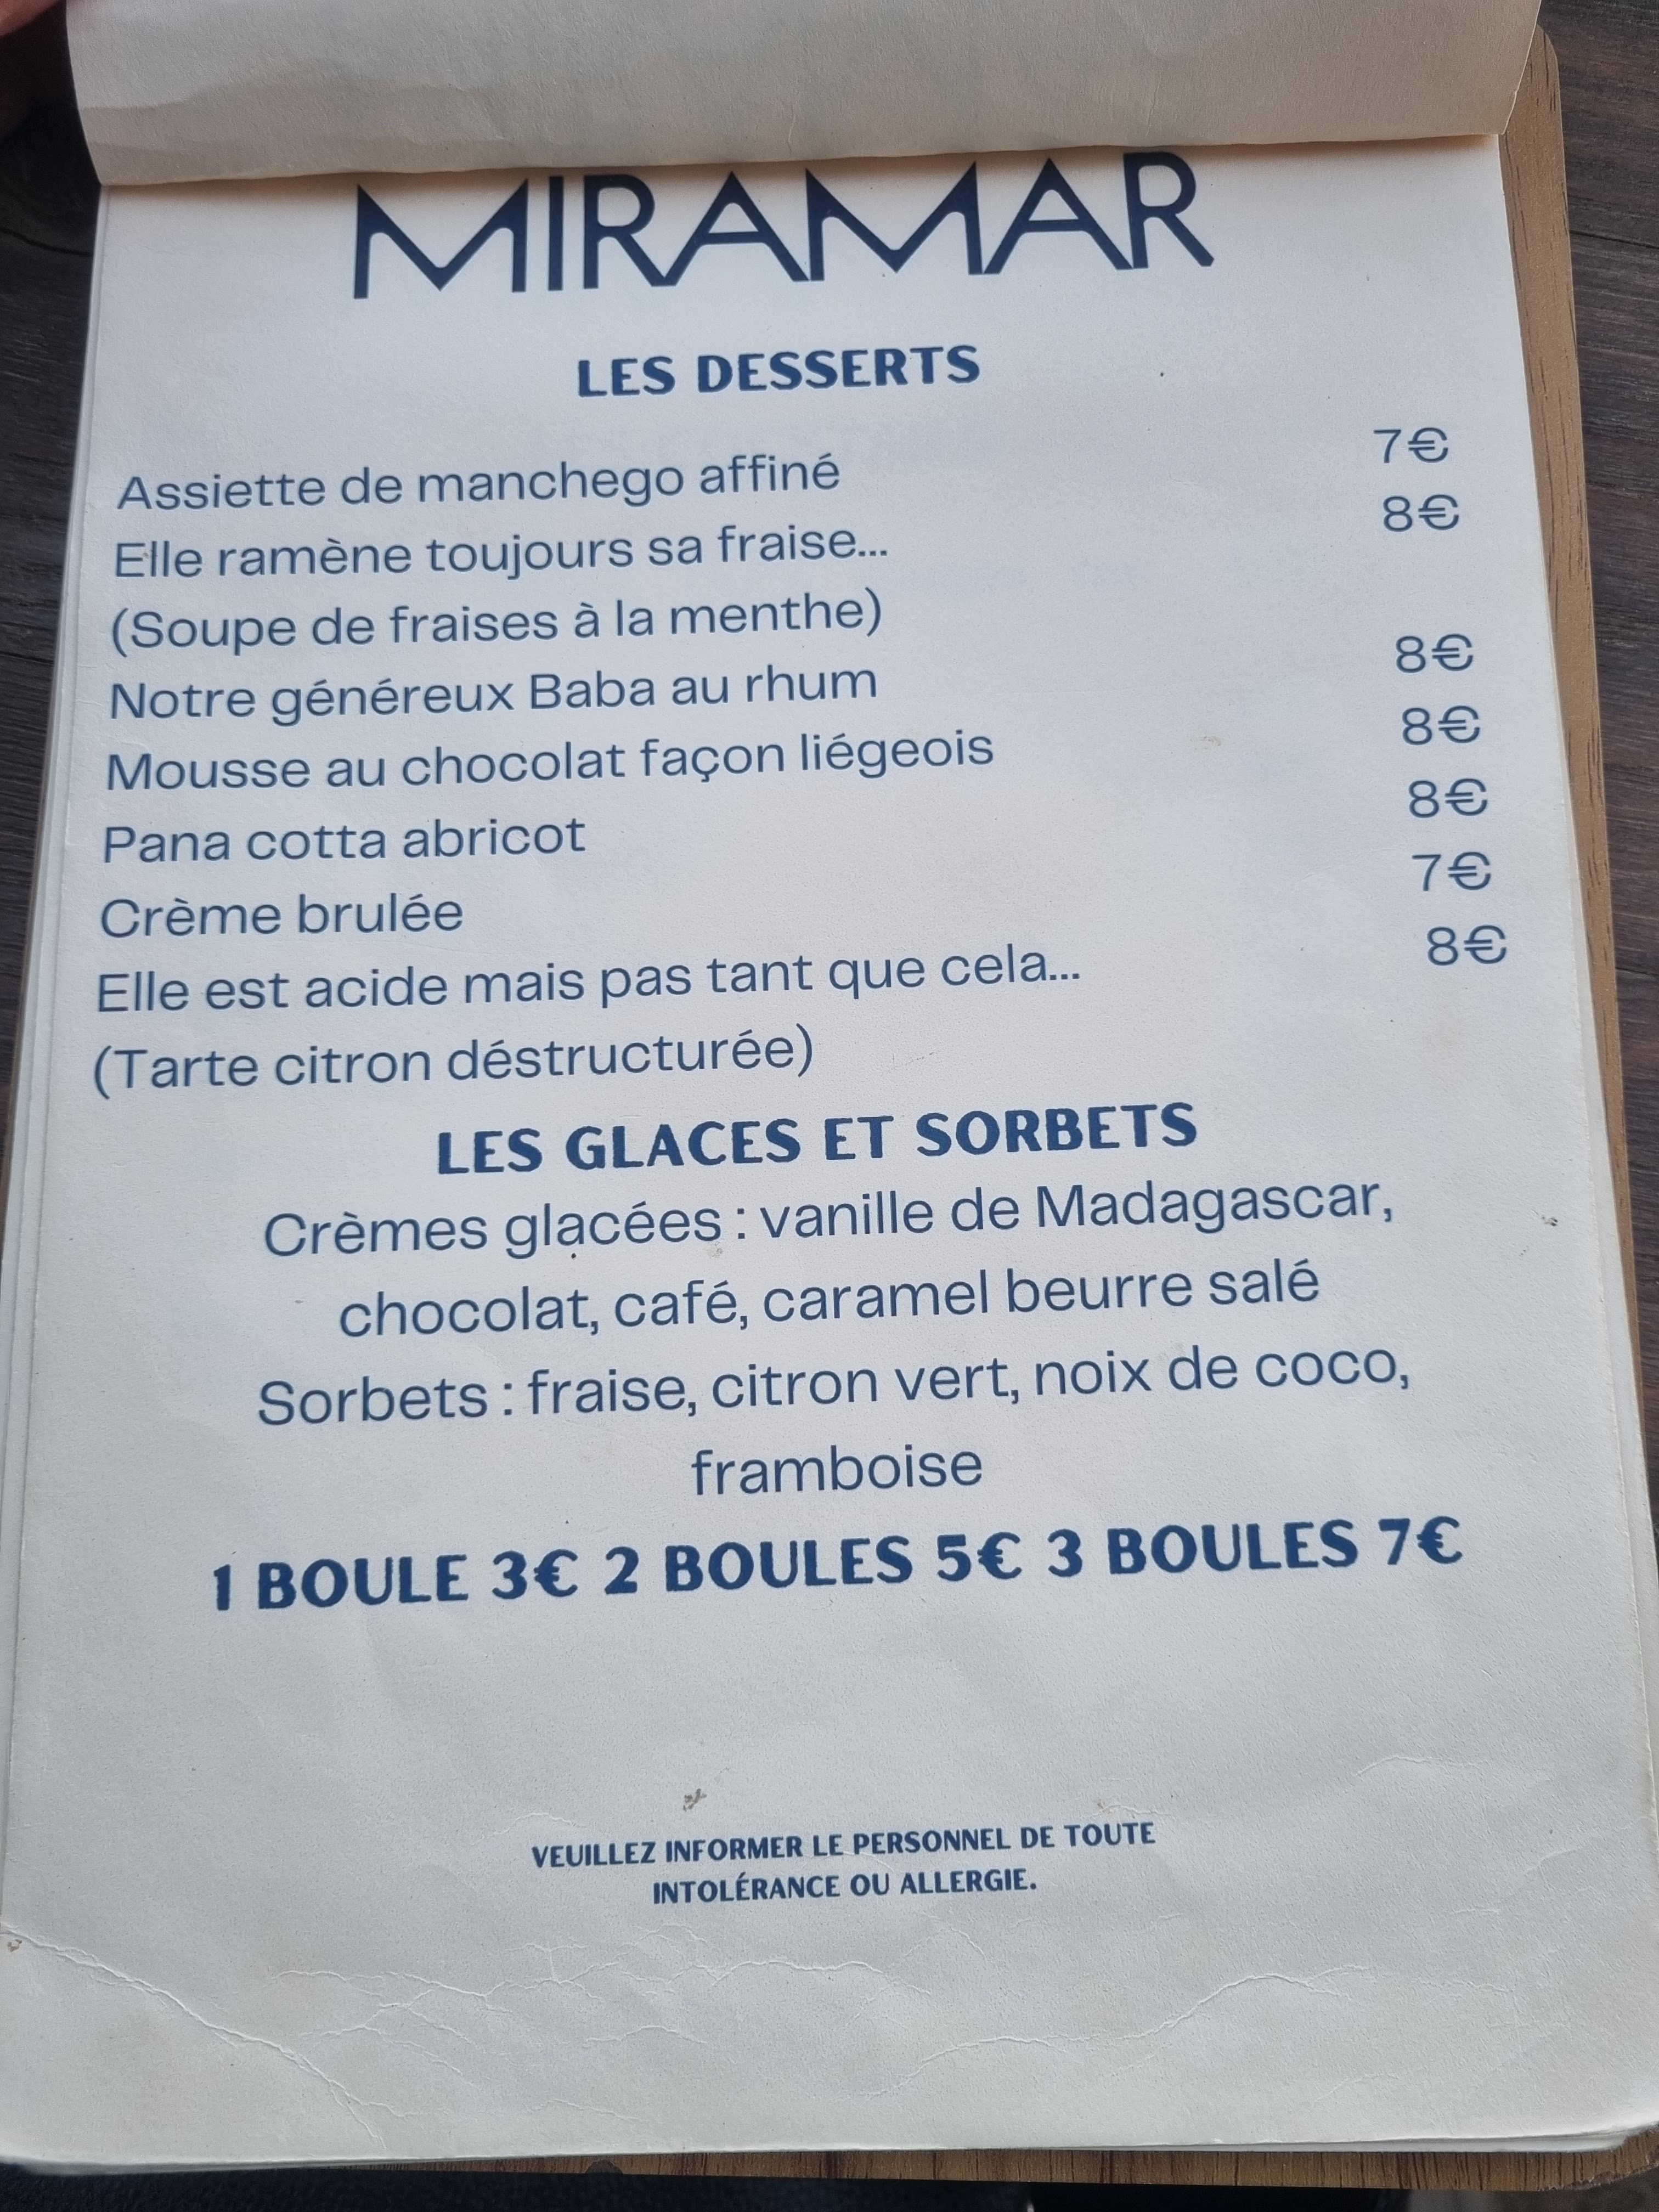 MIRAMAR
LES DESSERTS
Assiette de manchego affiné 7€
Elle ramène toujours sa fraise... 8€
(Soupe de fraises à la menthe)
Notre généreux Baba au rhum 8€
Mousse au chocolat façon liégeois 8€
Pana cotta abricot 8€
Crème brulée 7€
Elle est acide mais pas tant que cela... 8€
(Tarte citron déstructurée)
LES GLACES ET SORBETS
Crèmes glacées : vanille de Madagascar,
chocolat, café, caramel beurre salé
Sorbets : fraise, citron vert, noix de coco,
framboise
1 BOULE 3€ 2 BOULES 5€ 3 BOULES 7€
VEUILLEZ INFORMER LE PERSONNEL DE TOUTE
INTOLÉRANCE OU ALLERGIE.